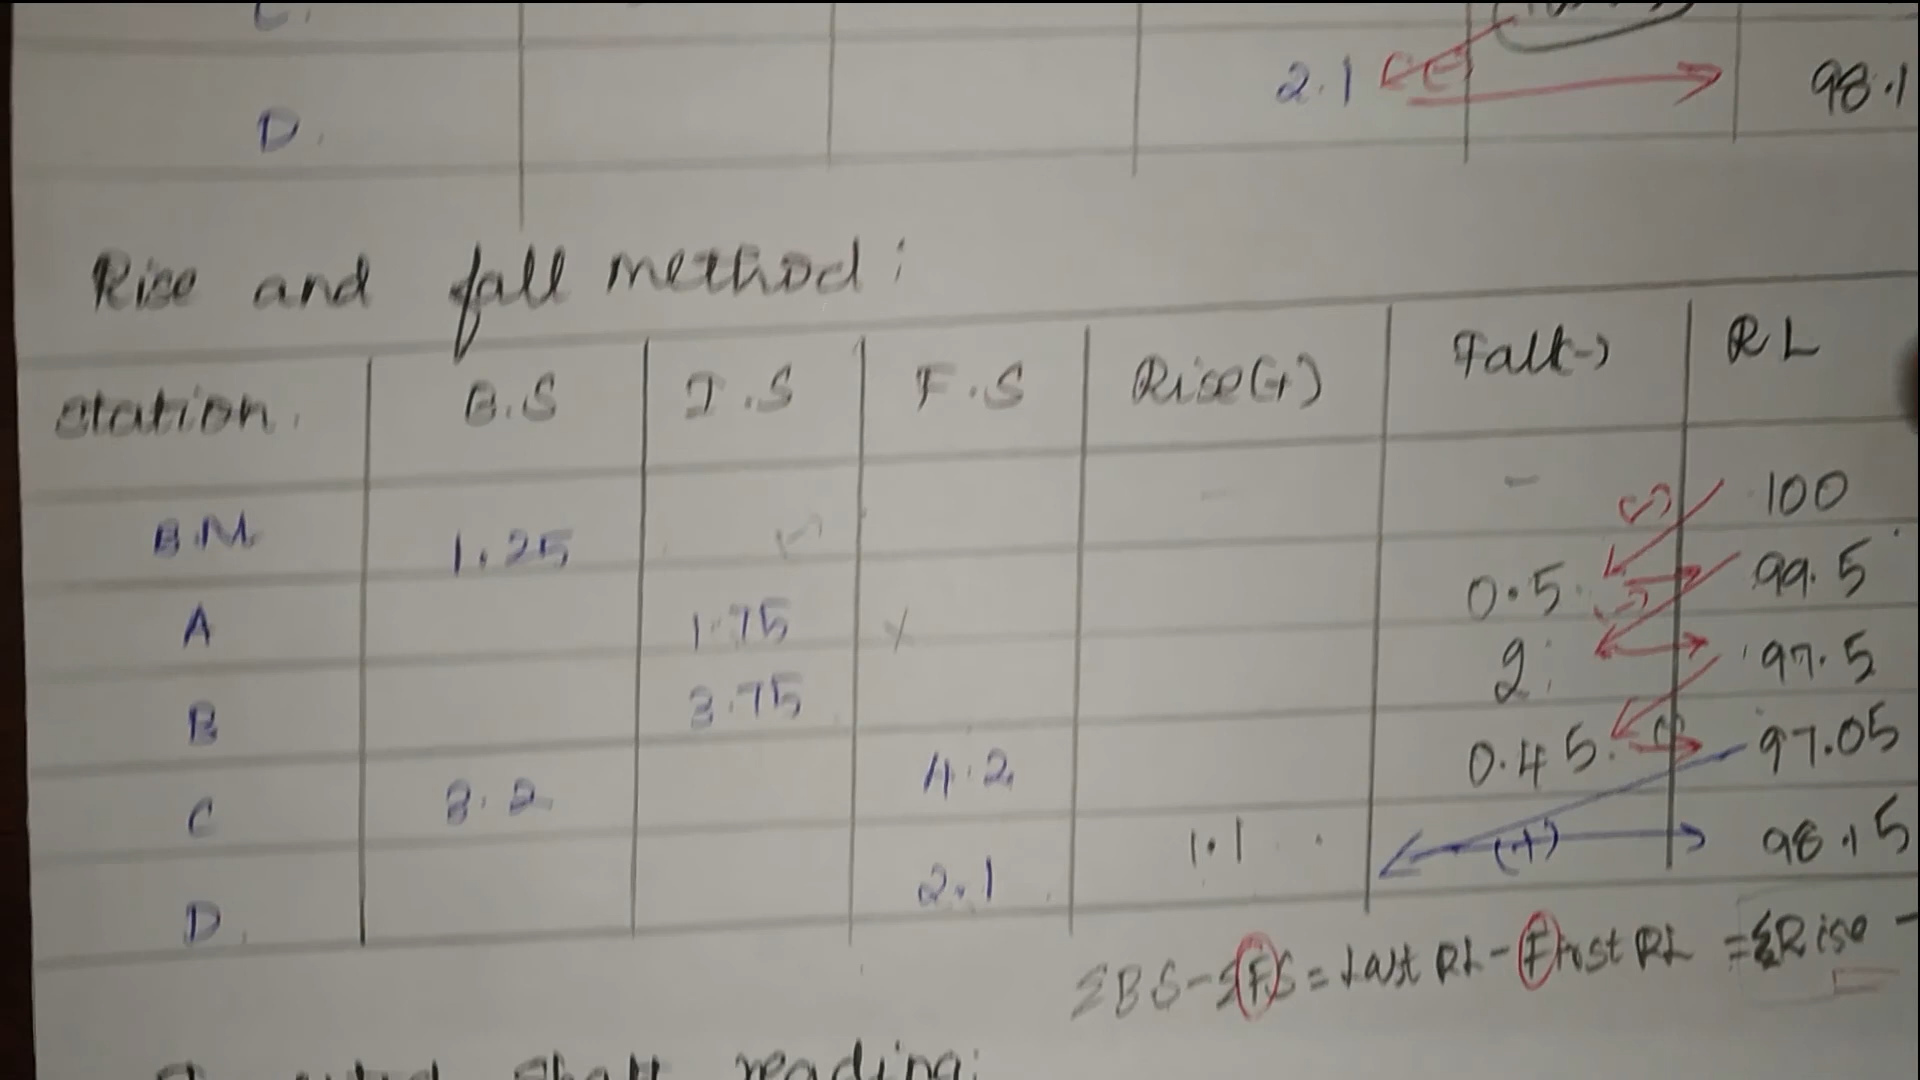 C.
D. 2.1 (-) 98.1
Rise and fall method:
Station. B.S I.S F.S Rise(+) Fall(-) RL
B.M 1.25 - - (-) 100
A 1.75 x 0.5 (-) 99.5
B 3.75 2 97.5
C 3.2 4.2 0.45 (-) 97.05
D. 2.1 1.1 (+) 98.15
ΣBS-ΣFS = Last RL - First RL = ΣRise -
reading: